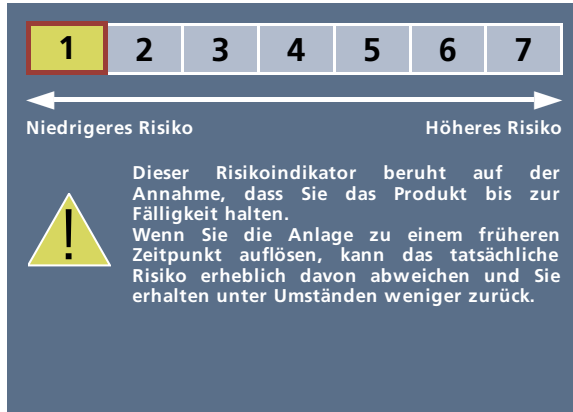 1 2 3 4 5 6 7
Niedrigeres Risiko Höheres Risiko
Dieser Risikoindikator beruht auf der
Annahme, dass Sie das Produkt bis zur
Fälligkeit halten.
Wenn Sie die Anlage zu einem früheren
Zeitpunkt auflösen, kann das tatsächliche
Risiko erheblich davon abweichen und Sie
erhalten unter Umständen weniger zurück.
!